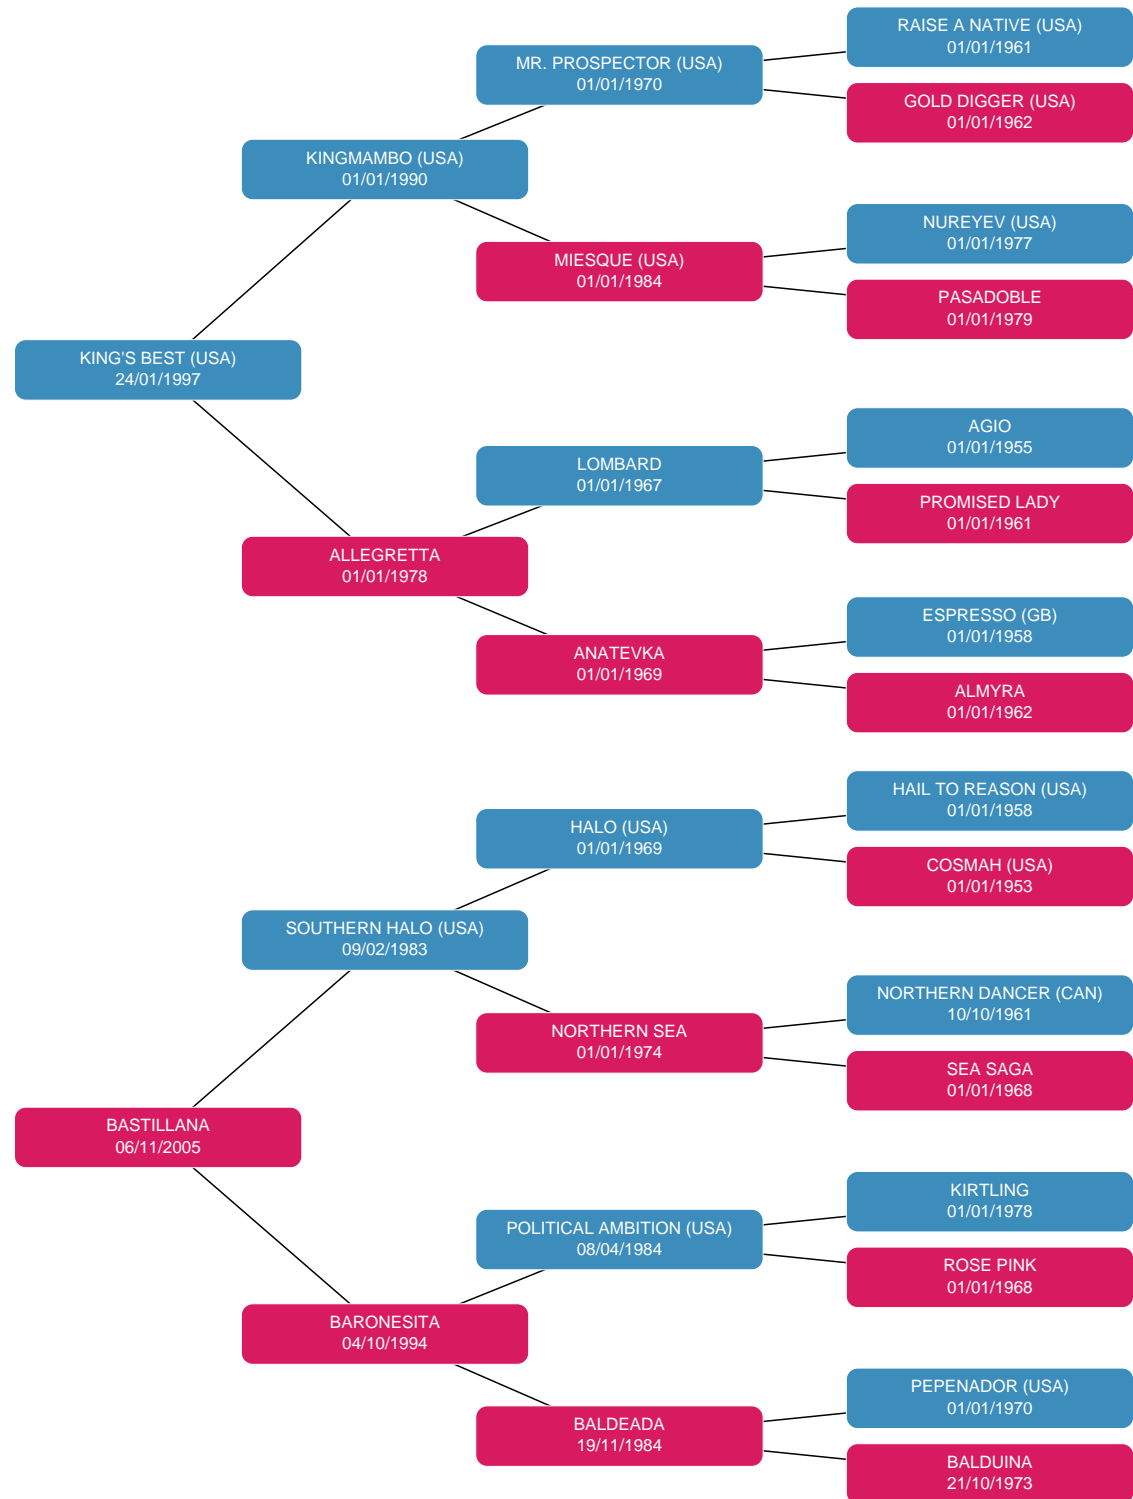 RAISE A NATIVE (USA)
01/01/1961
MR. PROSPECTOR (USA)
01/01/1970
GOLD DIGGER (USA)
01/01/1962
KINGMAMBO (USA)
01/01/1990
NUREYEV (USA)
01/01/1977
MIESQUE (USA)
01/01/1984
PASADOBLE
01/01/1979
KING'S BEST (USA)
24/01/1997
AGIO
01/01/1955
LOMBARD
01/01/1967
PROMISED LADY
01/01/1961
ALLEGRETTA
01/01/1978
ESPRESSO (GB)
01/01/1958
ANATEVKA
01/01/1969
ALMYRA
01/01/1962
HAIL TO REASON (USA)
01/01/1958
HALO (USA)
01/01/1969
COSMAH (USA)
01/01/1953
SOUTHERN HALO (USA)
09/02/1983
NORTHERN DANCER (CAN)
10/10/1961
NORTHERN SEA
01/01/1974
SEA SAGA
01/01/1968
BASTILLANA
06/11/2005
KIRTLING
01/01/1978
POLITICAL AMBITION (USA)
08/04/1984
ROSE PINK
01/01/1968
BARONESITA
04/10/1994
PEPENADOR (USA)
01/01/1970
BALDEADA
19/11/1984
BALDUINA
21/10/1973